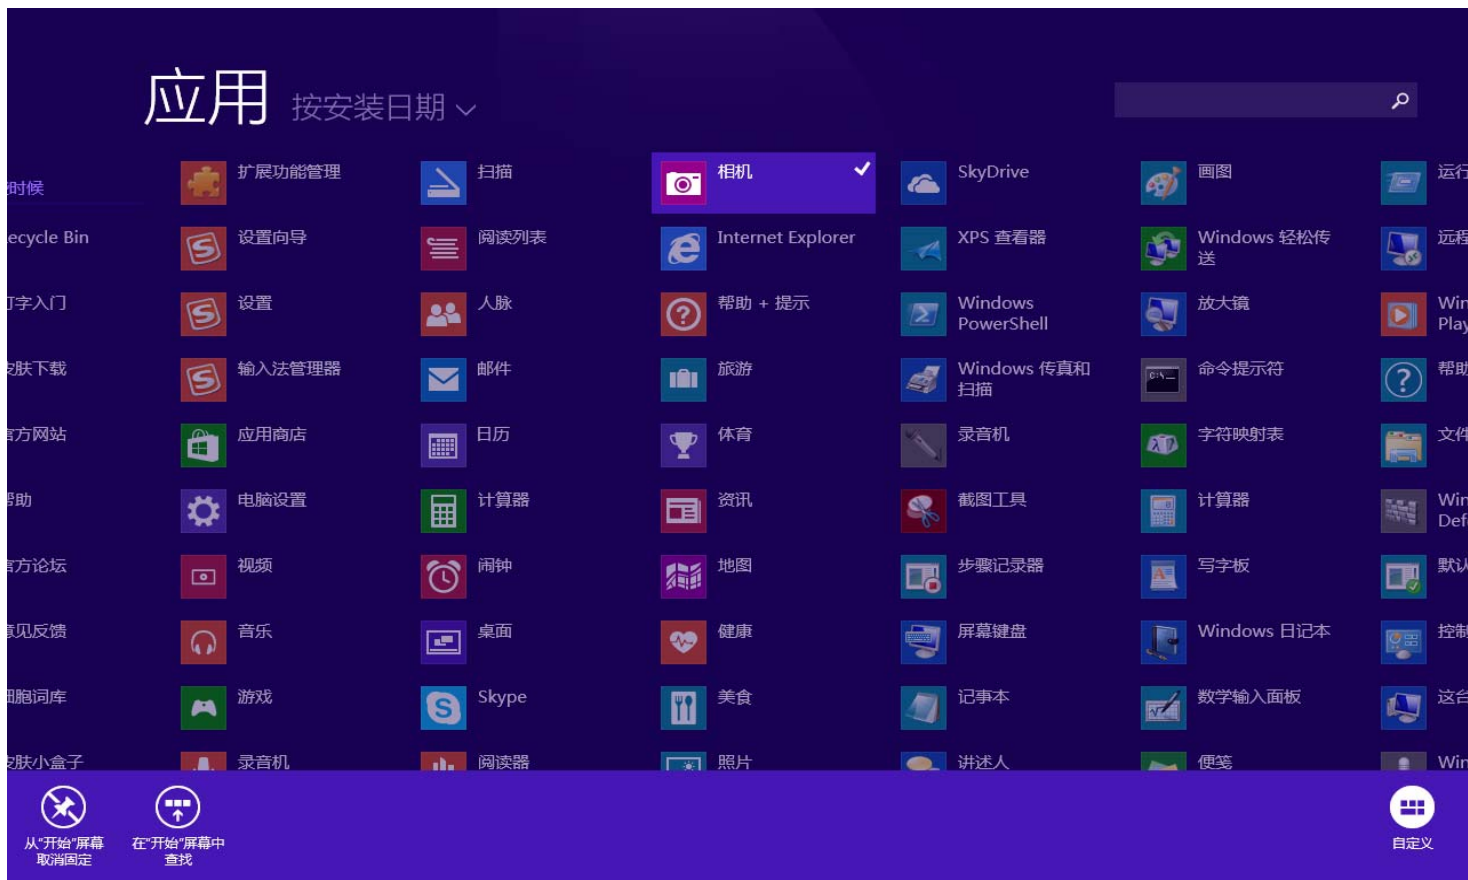 应用 按安装日期
时候
ecycle Bin
打字入门
皮肤下载
官方网站
帮助
官方论坛
意见反馈
细胞词库
皮肤小盒子
扩展功能管理
设置向导
设置
输入法管理器
应用商店
电脑设置
视频
音乐
游戏
录音机
扫描
阅读列表
人脉
邮件
日历
计算器
闹钟
桌面
Skype
阅读器
相机
Internet Explorer
帮助 + 提示
旅游
体育
资讯
地图
健康
美食
照片
SkyDrive
XPS 查看器
Windows
PowerShell
Windows 传真和
扫描
录音机
截图工具
步骤记录器
屏幕键盘
记事本
讲述人
画图
Windows 轻松传
送
放大镜
命令提示符
C:\_
字符映射表
计算器
写字板
Windows 日记本
数学输入面板
便笺
运行
远程
Win
Play
帮助
文件
Win
Def
默认
控制
这台
Win
从“开始”屏幕
取消固定
在“开始”屏幕中
查找
自定义